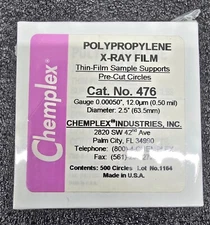 Chemplex®
POLYPROPYLENE
X-RAY FILM
Thin-Film Sample Supports
Pre-Cut Circles
Cat. No. 476
Gauge 0.00050", 12.0µm (0.50 mil)
Diameter: 2.5" (63.5mm)
CHEMPLEX® INDUSTRIES, INC.
2820 SW 42nd Ave
Palm City, FL 34990
Telephone: (800)
Fax: (561)
Contents: 500 Circles Lot No.1164
Made in U.S.A.